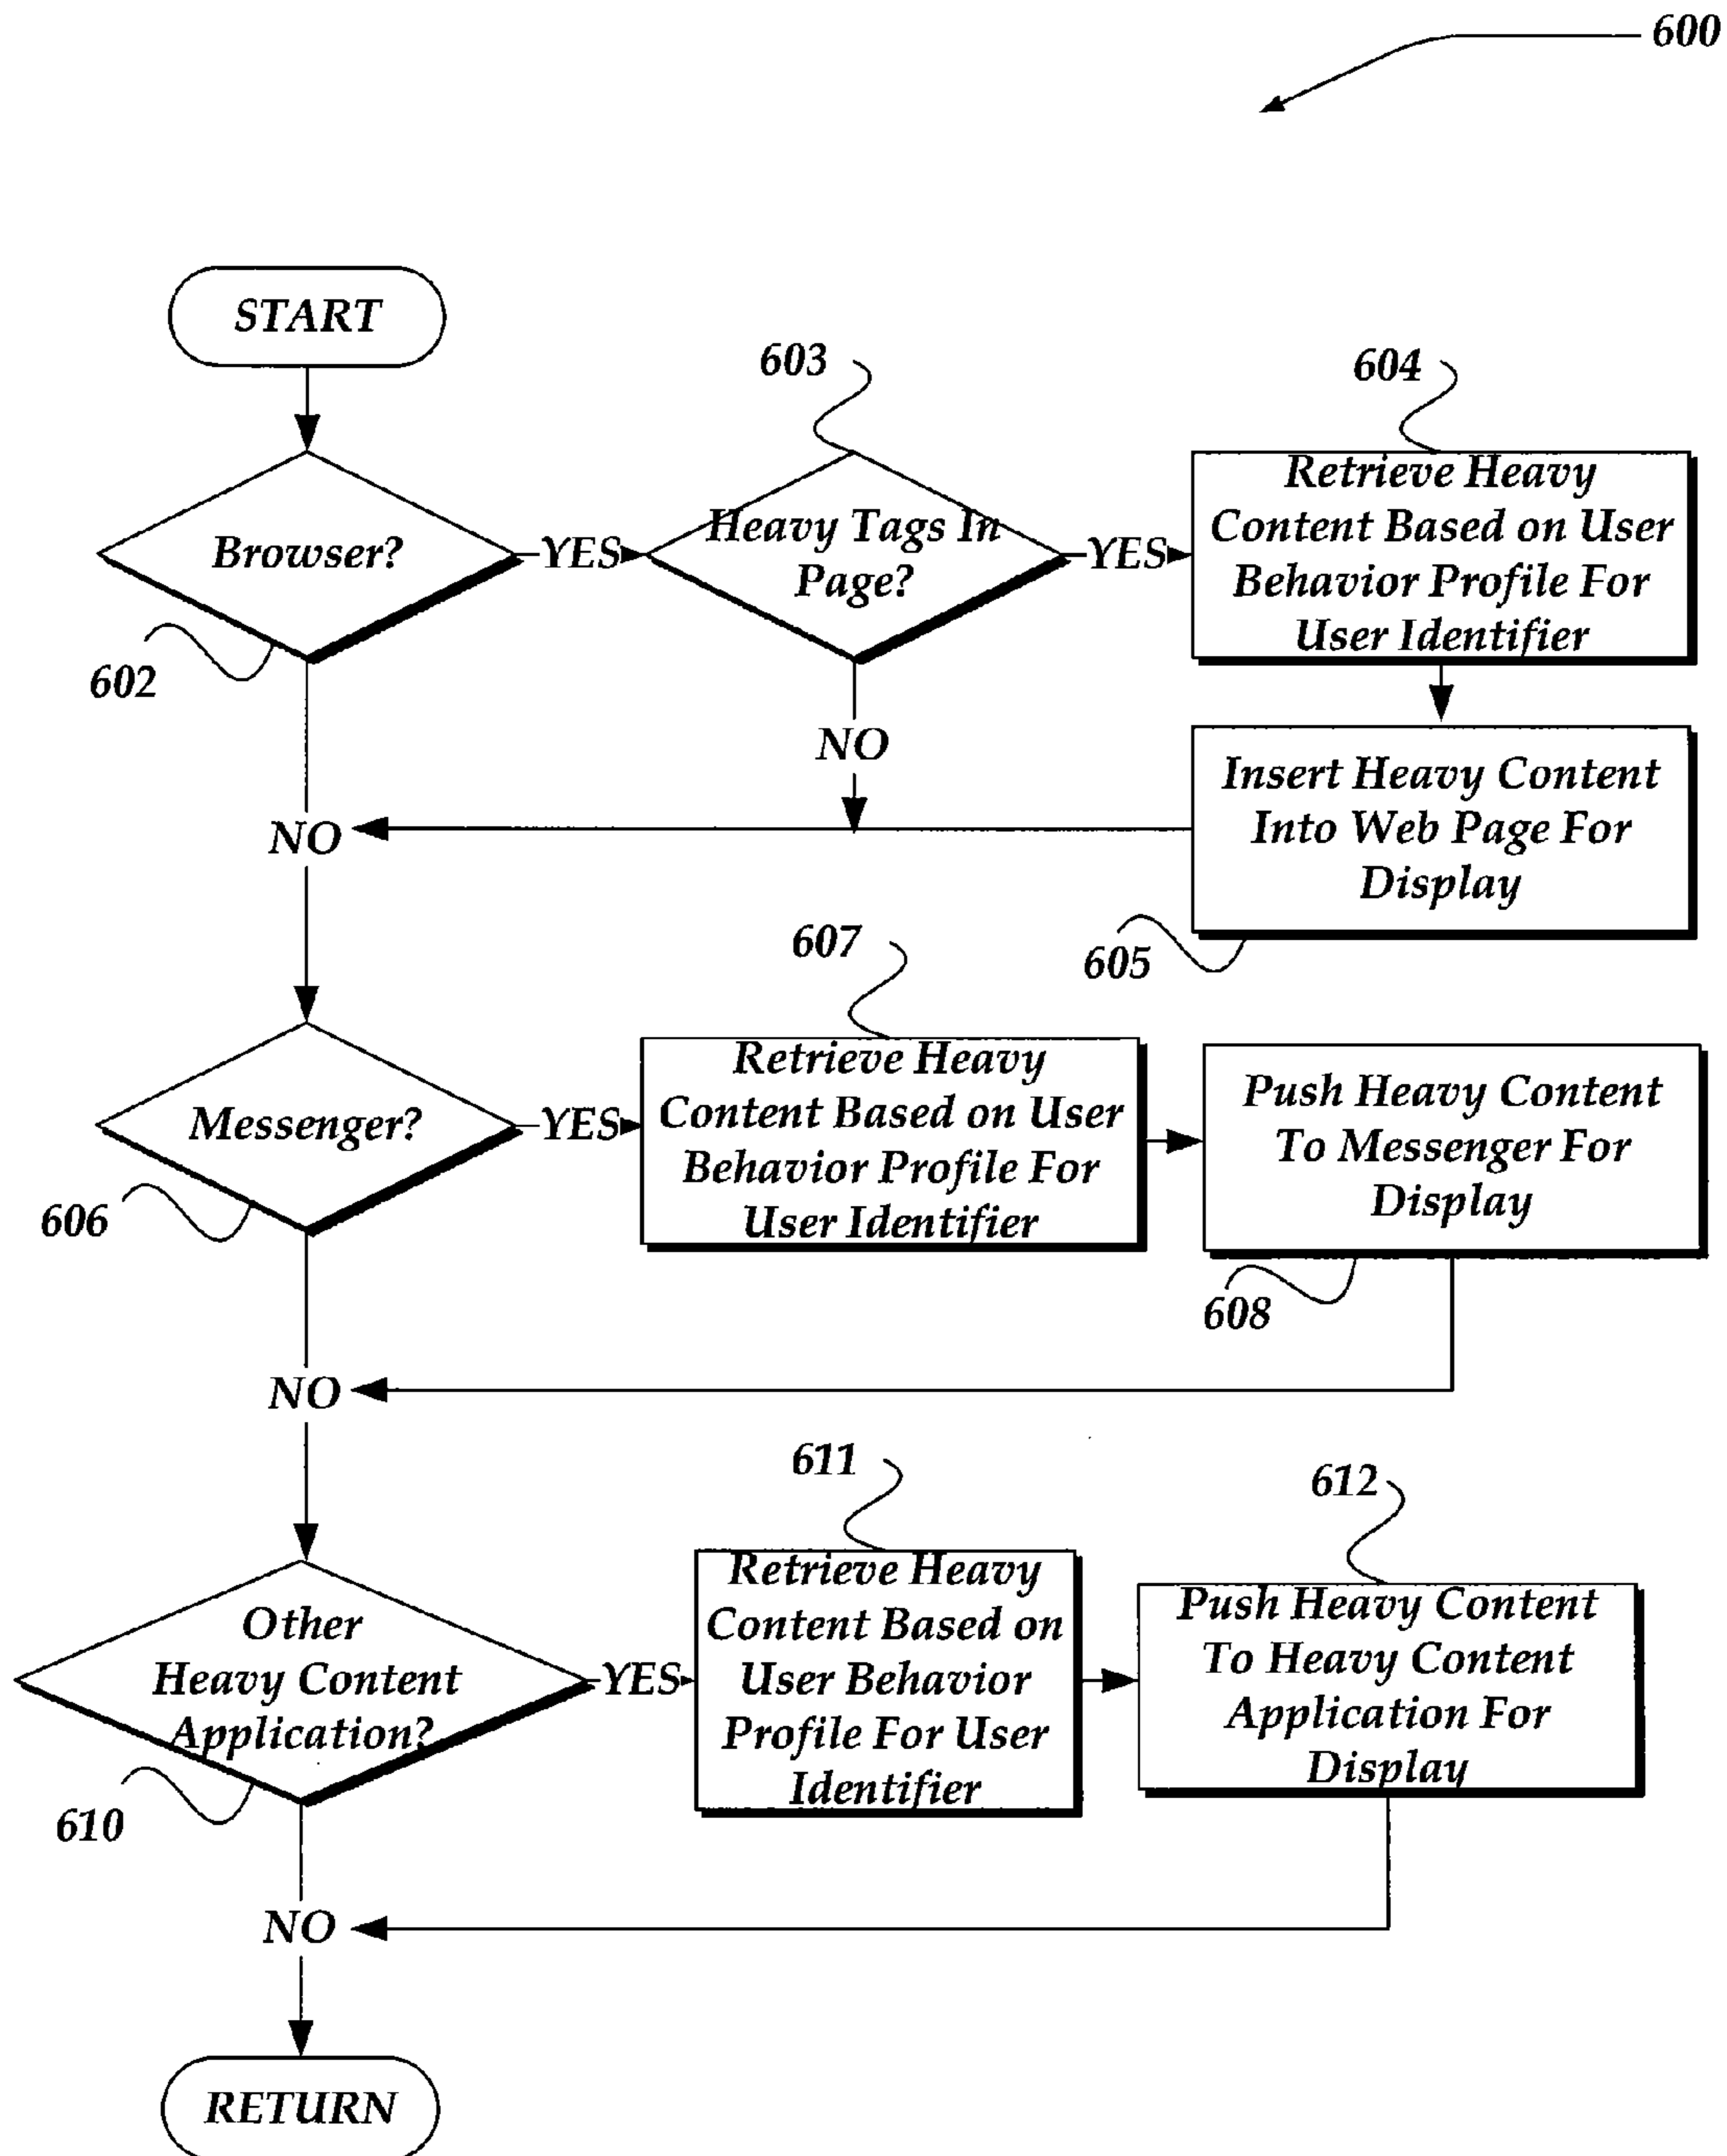 600
START
603
604
Browser?
YES
Heavy Tags In
Page?
YES
Retrieve Heavy
Content Based on User
Behavior Profile For
User Identifier
602
NO
Insert Heavy Content
Into Web Page For
Display
NO
605
607
Messenger?
YES
Retrieve Heavy
Content Based on User
Behavior Profile For
User Identifier
Push Heavy Content
To Messenger For
Display
606
608
NO
611
612
Other
Heavy Content
Application?
YES
Retrieve Heavy
Content Based on
User Behavior
Profile For User
Identifier
Push Heavy Content
To Heavy Content
Application For
Display
610
NO
RETURN